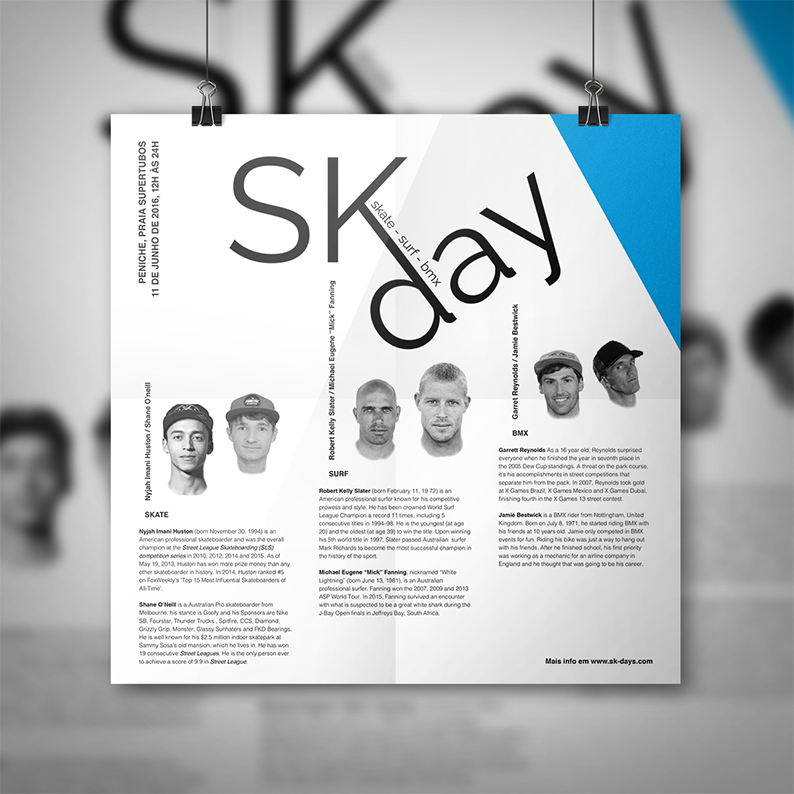 PENICHE, PRAIA SUPERTUBOS
11 DE JUNHO DE 2016, 12H ÀS 24H
SK
day
skate - surf - bmx
Nyjah Imani Huston / Shane O'neill
SKATE
Nyjah Imani Huston (born November 30, 1994) is an
American professional skateboarder and was the overall
champion at the Street League Skateboarding (SLS)
competition series in 2010, 2012, 2014 and 2015. As of
May 19, 2013, Huston has won more prize money than any
other skateboarder in history. In 2014, Huston ranked #5
on FoxWeekly's 'Top 15 Most Influential Skateboarders of
All-Time'.
Shane O'Neill is a Australian Pro skateboarder from
Melbourne, his stance is Goofy and his Sponsors are Nike
SB, Fourstar, Thunder Trucks , Spitfire, CCS, Diamond,
Grizzly Grip, Monster, Glassy Sunhaters and FKD Bearings.
He is well known for his $2.5 million indoor skatepark at
Sammy Sosa's old mansion, which he lives in. He has won
19 consecutive Street Leagues. He is the only person ever
to achieve a score of 9.9 in Street League.
Robert Kelly Slater / Michael Eugene "Mick" Fanning
SURF
Robert Kelly Slater (born February 11, 19 72) is an
American professional surfer known for his competitive
prowess and style. He has been crowned World Surf
League Champion a record 11 times, including 5
consecutive titles in 1994-98. He is the youngest (at age
20) and the oldest (at age 39) to win the title. Upon winning
his 5th world title in 1997, Slater passed Australian  surfer
Mark Richards to become the most successful champion in
the history of the sport.
Michael Eugene "Mick" Fanning, nicknamed "White
Lightning" (born June 13, 1981), is an Australian
professional surfer. Fanning won the 2007, 2009 and 2013
ASP World Tour. In 2015, Fanning survived an encounter
with what is suspected to be a great white shark during the
J-Bay Open finals in Jeffreys Bay, South Africa.
Garret Reynolds / Jamie Bestwick
BMX
Garrett Reynolds As a 16 year old, Reynolds surprised
everyone when he finished the year in seventh place in
the 2005 Dew Cup standings. A threat on the park course,
it's his accomplishments in street competitions that
separate him from the pack. In 2007, Reynolds took gold
at X Games Brazil, X Games Mexico and X Games Dubai,
finishing fourth in the X Games 13 street contest.
Jamie Bestwick is a BMX rider from Nottingham, United
Kingdom. Born on July 8, 1971, he started riding BMX with
his friends at 10 years old. Jamie only competed in BMX
events for fun. Riding his bike was just a way to hang out
with his friends. After he finished school, his first priority
was working as a mechanic for an airline company in
England and he thought that was going to be his career.
Mais info em www.sk-days.com